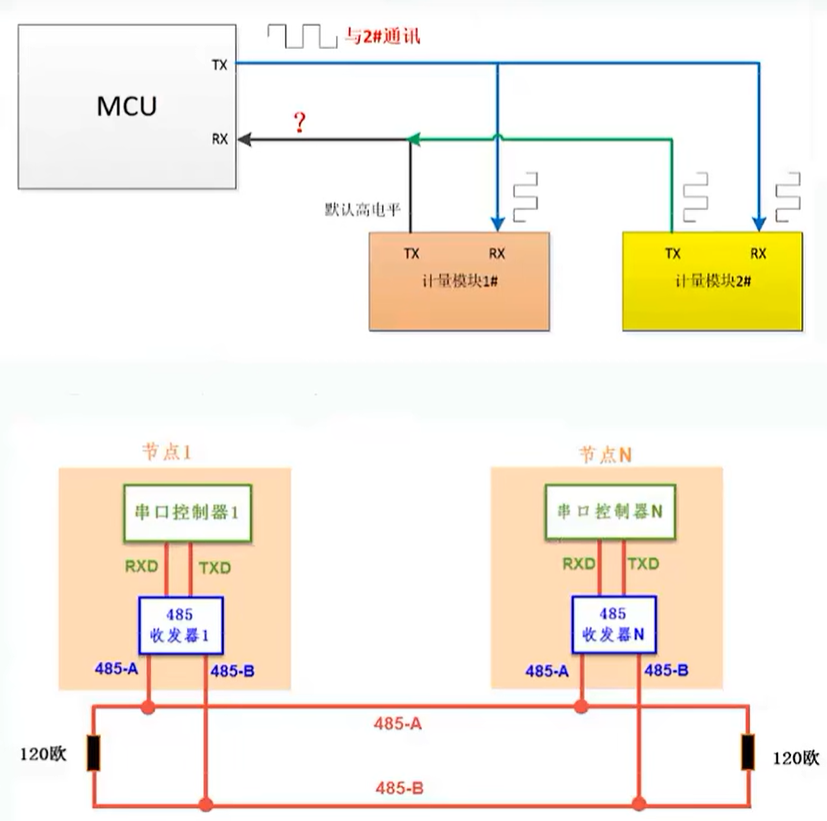 与2#通讯
TX
MCU
?
RX
默认高电平
TX
RX
计量模块1#
TX
RX
计量模块2#
节点1
节点N
串口控制器1
串口控制器N
RXD
TXD
RXD
TXD
485
收发器1
485
收发器N
485-A
485-B
485-A
485-B
485-A
120欧
120欧
485-B